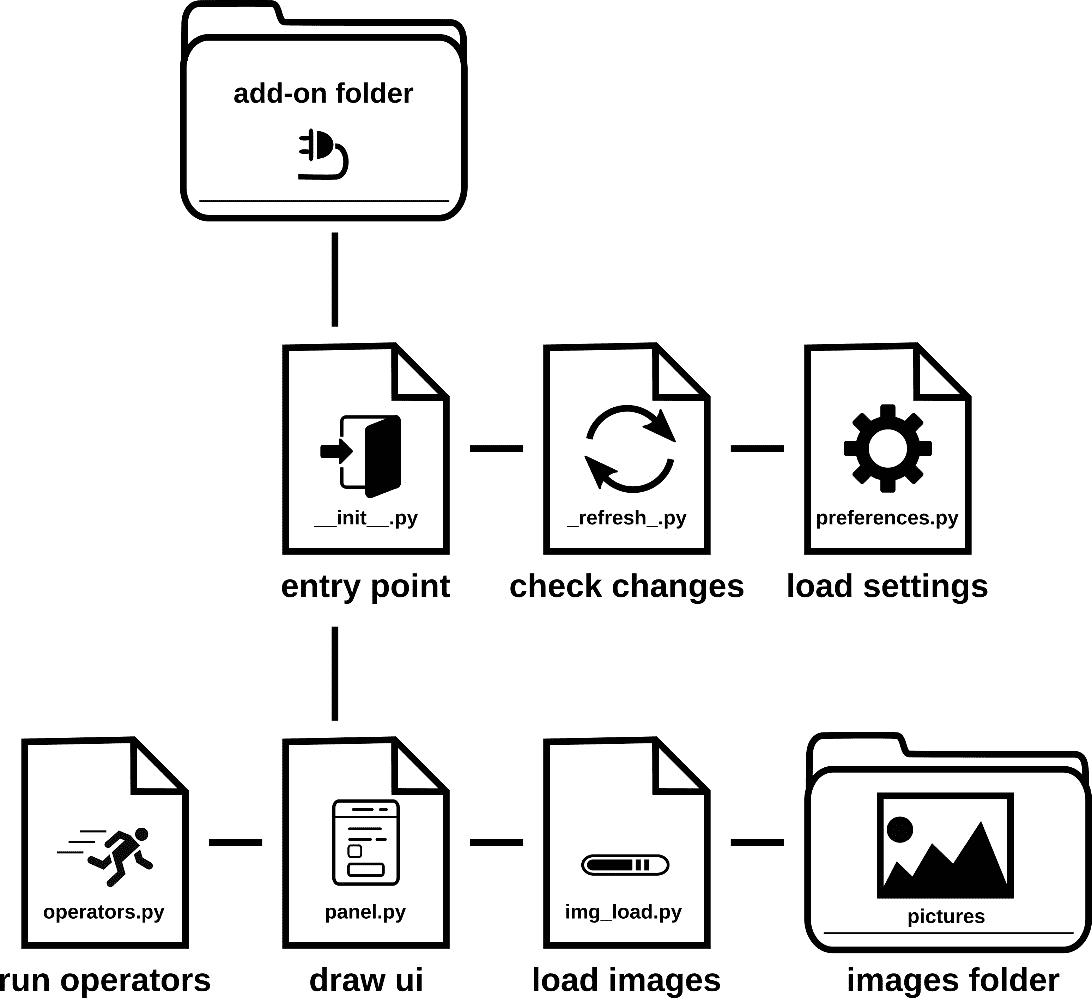 add-on folder
__init__.py
_refresh_.py
preferences.py
entry point
check changes
load settings
operators.py
panel.py
img_load.py
pictures
run operators
draw ui
load images
images folder